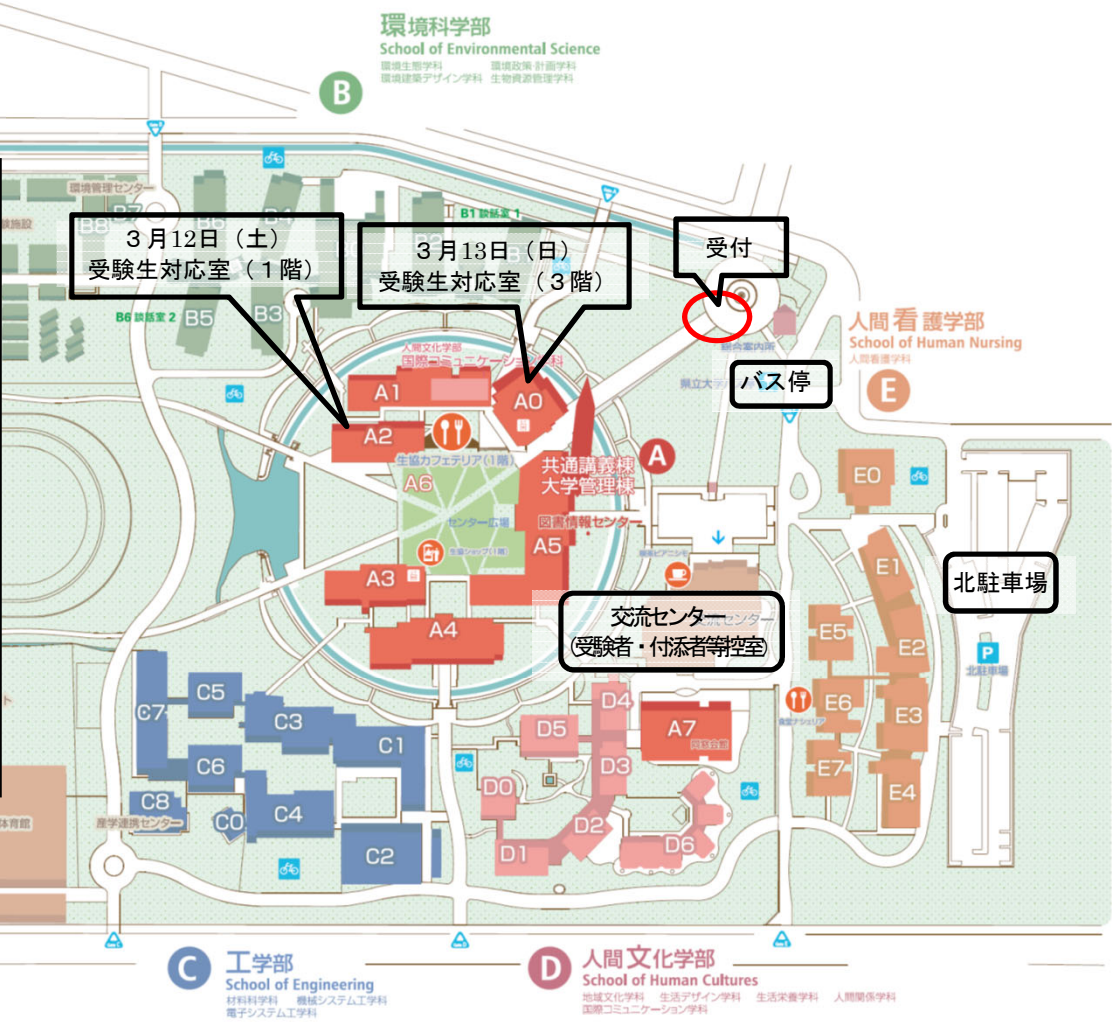 環境科学部
School of Environmental Science
環境生態学科 環境政策・計画学科
環境建築デザイン学科 生物資源管理学科
B
環境管理センター
B8
B7
B6
B4
B1 談話室 1
B2
3月12日（土）
受験生対応室（1階）
3月13日（日）
受験生対応室（3階）
受付
B6 談話室 2
B5
B3
総合案内所
人間看護学部
School of Human Nursing
人間看護学科
E
バス停
人間文化学部
国際コミュニケーション学科
A1
A0
A2
生協カフェテリア(1階)
共通講義棟
大学管理棟
A
A6
センター広場
図書情報センター
生協ショップ(1階)
A5
A3
A4
E0
E1
北駐車場
交流センター
(受験者・付添者等控室)
E5
E2
P
北駐車場
E6
E3
E7
E4
C7
C5
C3
C1
C6
C8
C0
C4
C2
産学連携センター
体育館
D5
D4
A7
D3
D0
D2
D1
D6
C
工学部
School of Engineering
材料科学科 機械システム工学科
電子システム工学科
D
人間文化学部
School of Human Cultures
地域文化学科 生活デザイン学科 生活栄養学科 人間関係学科
国際コミュニケーション学科